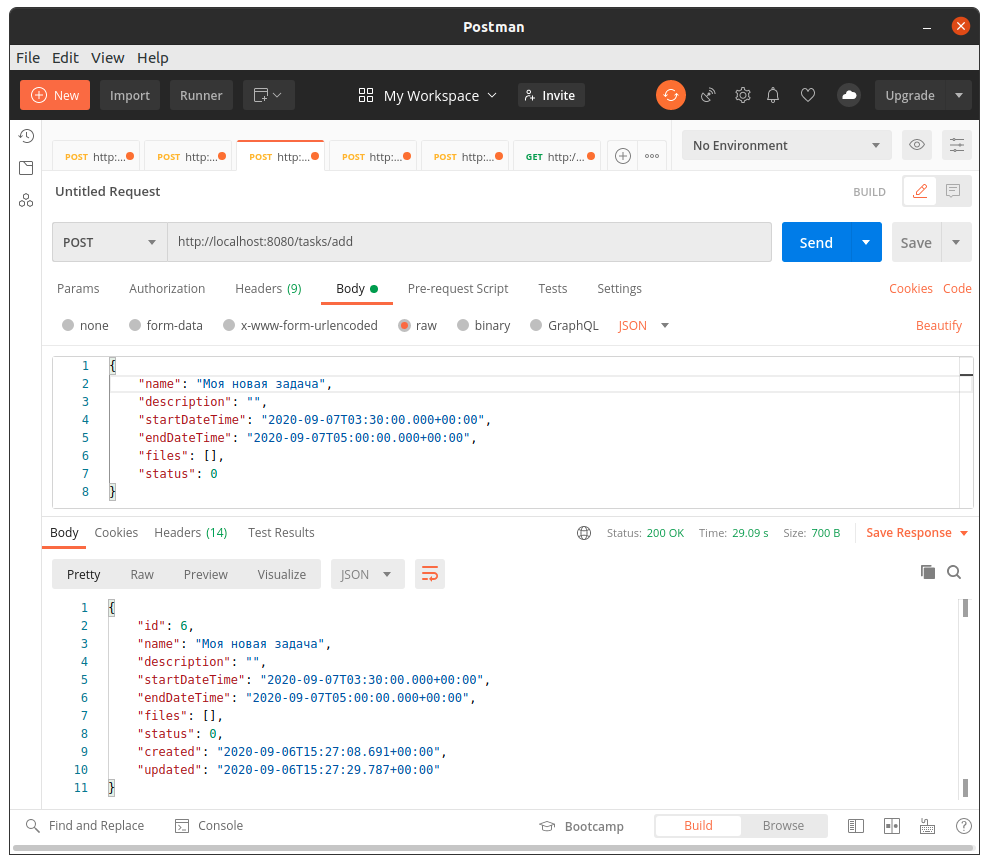 Postman
File Edit View Help
New Import Runner My Workspace Invite Upgrade
POST http:... POST http:... POST http:... POST http:... POST http:... GET http:/... No Environment
Untitled Request BUILD
POST http://localhost:8080/tasks/add Send Save
Params Authorization Headers (9) Body Pre-request Script Tests Settings Cookies Code
none form-data x-www-form-urlencoded raw binary GraphQL JSON Beautify
1 {
2 "name": "Моя новая задача",
3 "description": "",
4 "startDateTime": "2020-09-07T03:30:00.000+00:00",
5 "endDateTime": "2020-09-07T05:00:00.000+00:00",
6 "files": [],
7 "status": 0
8 }
Body Cookies Headers (14) Test Results Status: 200 OK Time: 29.09 s Size: 700 B Save Response
Pretty Raw Preview Visualize JSON
1 {
2 "id": 6,
3 "name": "Моя новая задача",
4 "description": "",
5 "startDateTime": "2020-09-07T03:30:00.000+00:00",
6 "endDateTime": "2020-09-07T05:00:00.000+00:00",
7 "files": [],
8 "status": 0,
9 "created": "2020-09-06T15:27:08.691+00:00",
10 "updated": "2020-09-06T15:27:29.787+00:00"
11 }
Find and Replace Console Bootcamp Build Browse